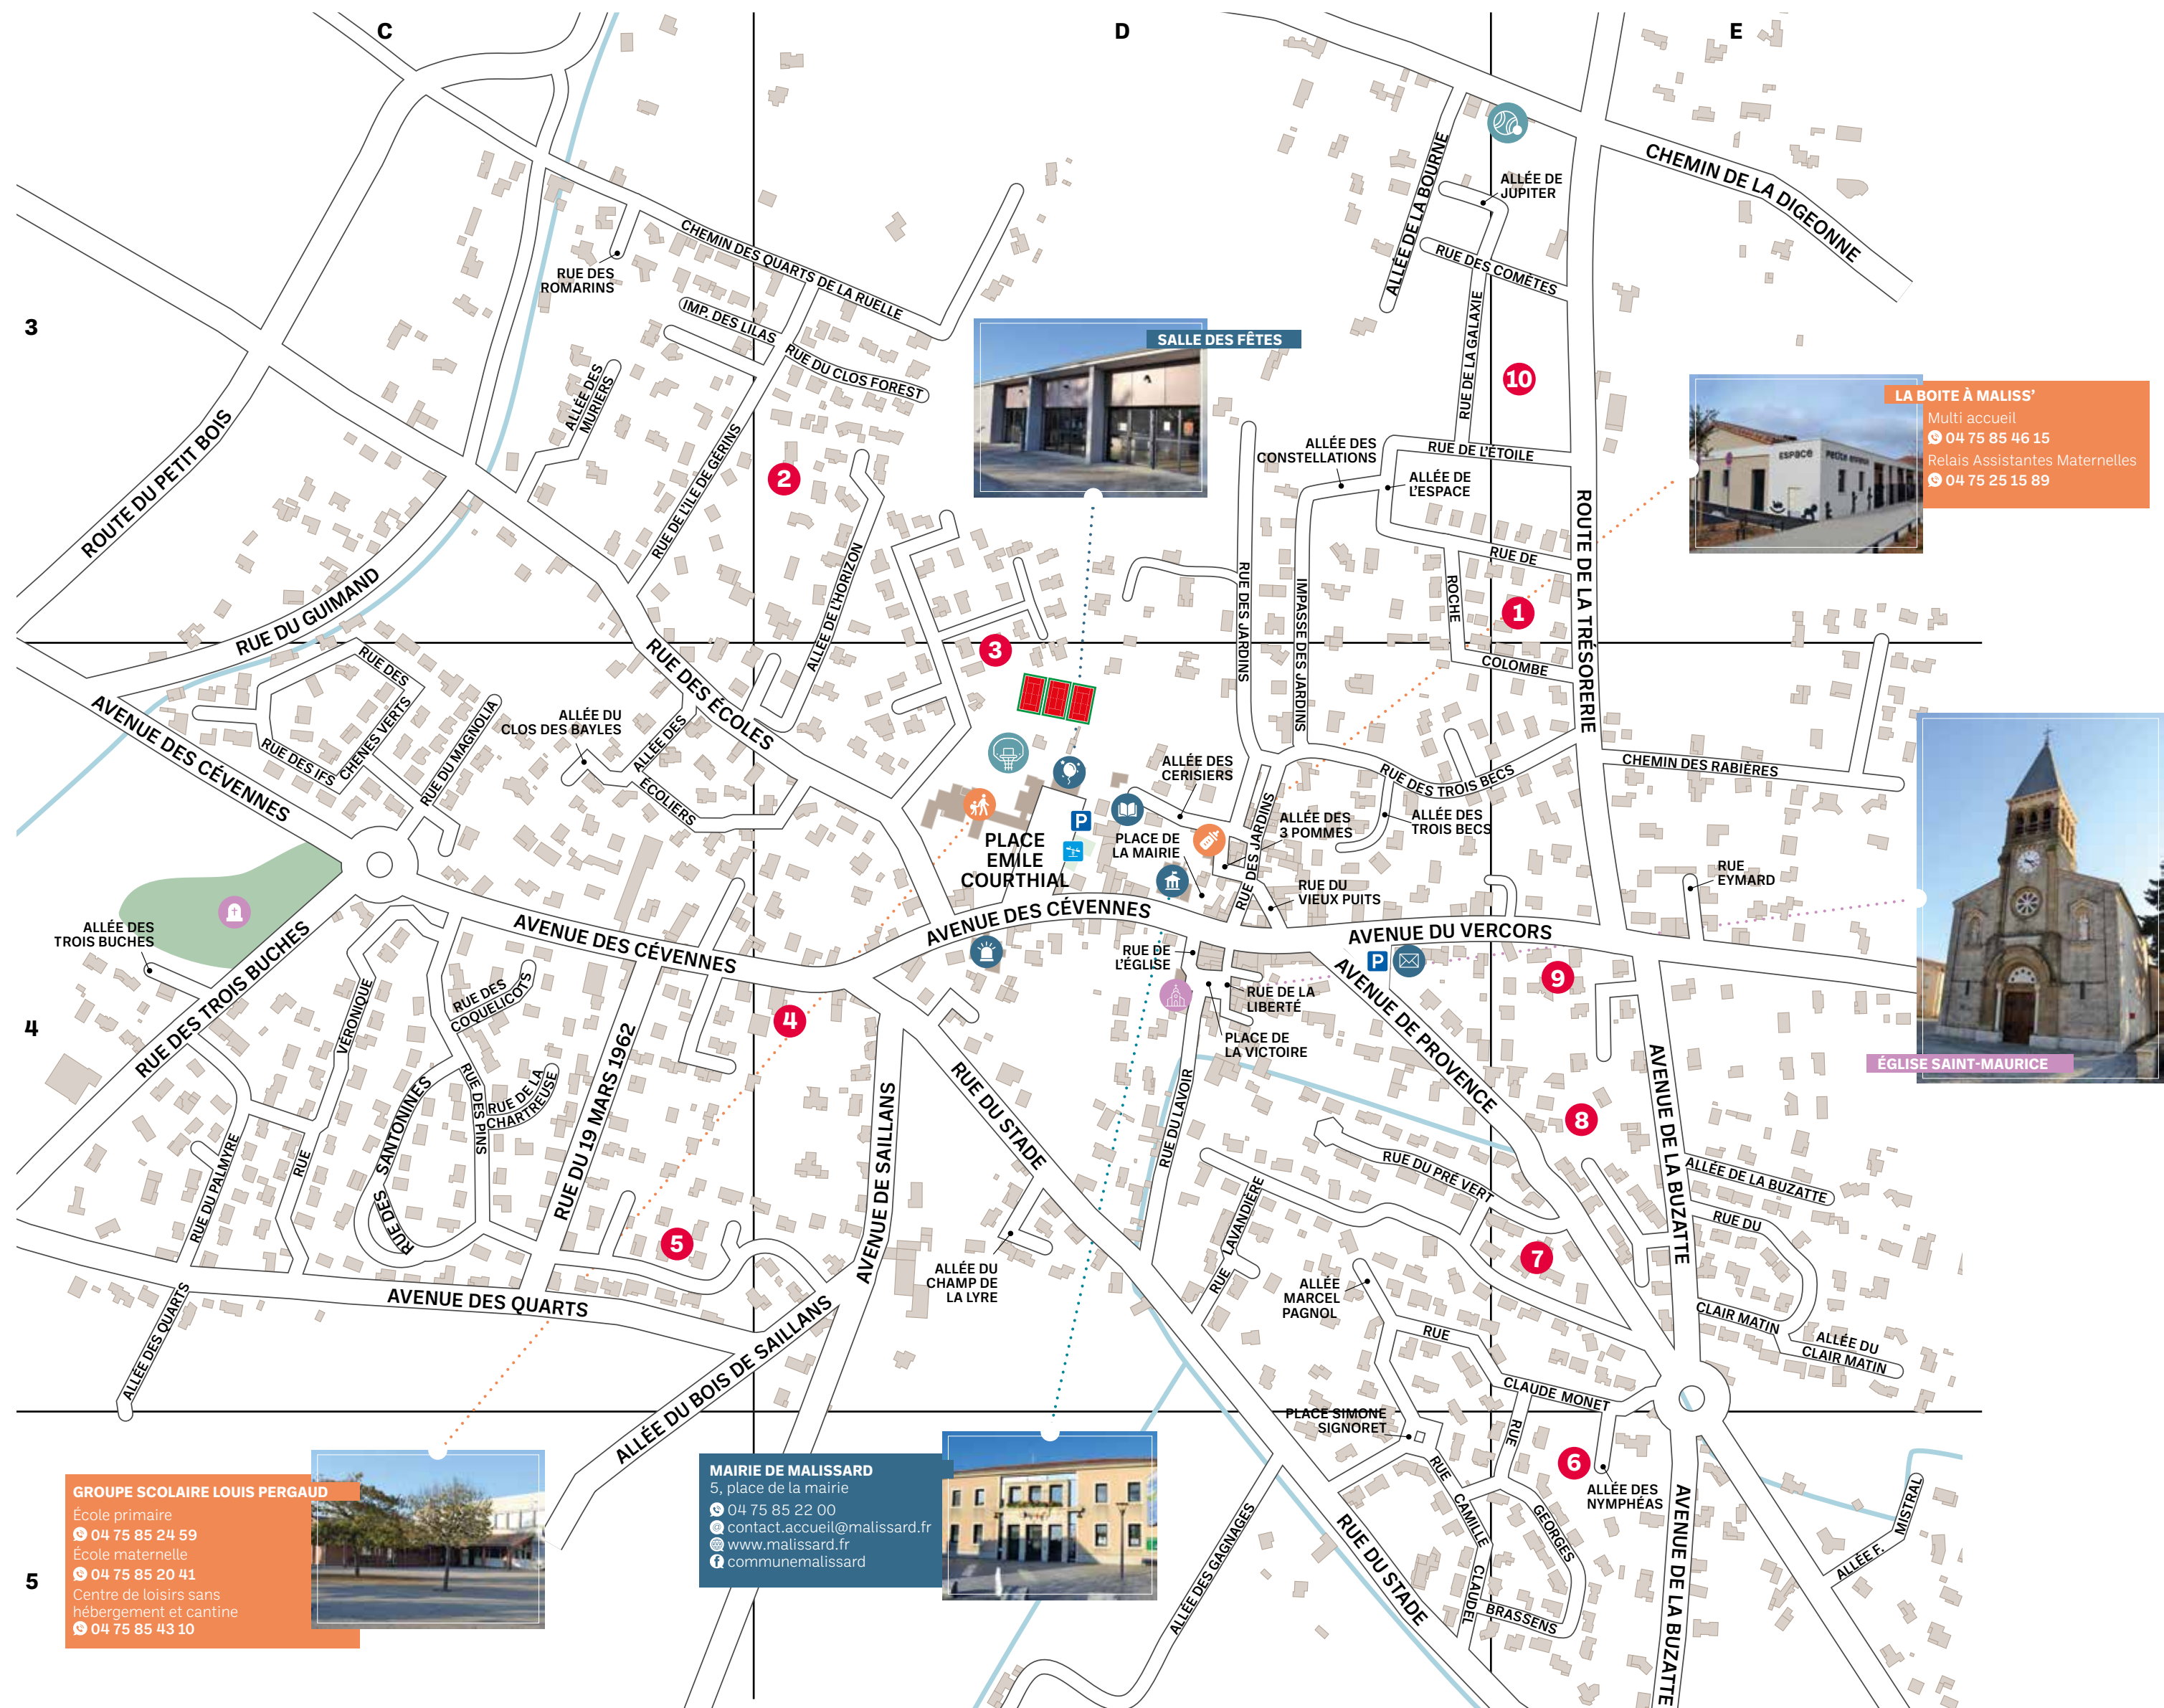 C
D
E
3
4
5
CHEMIN DE LA DIGEONNE
ALLÉE DE LA BOURNE
ALLÉE DE
JUPITER
RUE DES COMÈTES
RUE DE LA GALAXIE
10
CHEMIN DES QUARTS DE LA RUELLE
RUE DES
ROMARINS
IMP. DES LILAS
RUE DU CLOS FOREST
ALLÉE DES
MÛRIERS
RUE DE L'ILE DE GÉRINS
2
ROUTE DU PETIT BOIS
SALLE DES FÊTES
LA BOITE À MALISS'
Multi accueil
04 75 85 46 15
Relais Assistantes Maternelles
04 75 25 15 89
ESPACE Petite enfance
ALLÉE DES
CONSTELLATIONS
RUE DE L'ÉTOILE
ALLÉE DE
L'ESPACE
ROUTE DE LA TRÉSORERIE
RUE DE
ROCHE
COLOMBE
1
RUE DES JARDINS
IMPASSE DES JARDINS
ALLÉE DE L'HORIZON
RUE DU GUIMAND
3
RUE DES ÉCOLES
RUE DES
CHENES VERTS
RUE DES IFS
RUE DU MAGNOLIA
AVENUE DES CÉVENNES
ALLÉE DU
CLOS DES BAYLES
ALLÉE DES
ÉCOLIERS
ALLÉE DES
CERISIERS
RUE DES TROIS BECS
CHEMIN DES RABIÈRES
P
PLACE
EMILE
COURTHIAL
PLACE DE
LA MAIRIE
ALLÉE DES
3 POMMES
RUE DES JARDINS
ALLÉE DES
TROIS BECS
RUE
EYMARD
RUE DU
VIEUX PUITS
AVENUE DES CÉVENNES
AVENUE DES CÉVENNES
AVENUE DU VERCORS
P
9
ALLÉE DES
TROIS BUCHES
RUE DES TROIS BUCHES
VÉRONIQUE
RUE
RUE DES
COQUELICOTS
4
RUE DE
L'ÉGLISE
RUE DE LA
LIBERTÉ
PLACE DE
LA VICTOIRE
AVENUE DE PROVENCE
ÉGLISE SAINT-MAURICE
RUE DU 19 MARS 1962
RUE DES PINS
RUE DE LA
CHARTREUSE
RUE DES
SANTONINES
RUE DU PALMYRE
AVENUE DE SAILLANS
RUE DU STADE
RUE DU LAVOIR
8
AVENUE DE LA BUZATTE
ALLÉE DE LA BUZATTE
RUE DU PRÉ VERT
RUE DU
CLAIR MATIN
ALLÉE DU
CLAIR MATIN
RUE LAVANDIÈRE
7
5
ALLÉE DU
CHAMP DE
LA LYRE
ALLÉE
MARCEL
PAGNOL
AVENUE DES QUARTS
ALLÉE DES QUARTS
ALLÉE DU BOIS DE SAILLANS
RUE
CLAUDE MONET
PLACE SIMONE
SIGNORET
6
ALLÉE DES
NYMPHÉAS
RUE
GEORGES
BRASSENS
RUE
CAMILLE
CLAUDEL
RUE DU STADE
ALLÉE DES GAGNAGES
AVENUE DE LA BUZATTE
ALLÉE F.
MISTRAL
GROUPE SCOLAIRE LOUIS PERGAUD
École primaire
04 75 85 24 59
École maternelle
04 75 85 20 41
Centre de loisirs sans
hébergement et cantine
04 75 85 43 10
MAIRIE DE MALISSARD
5, place de la mairie
04 75 85 22 00
contact.accueil@malissard.fr
www.malissard.fr
communemalissard